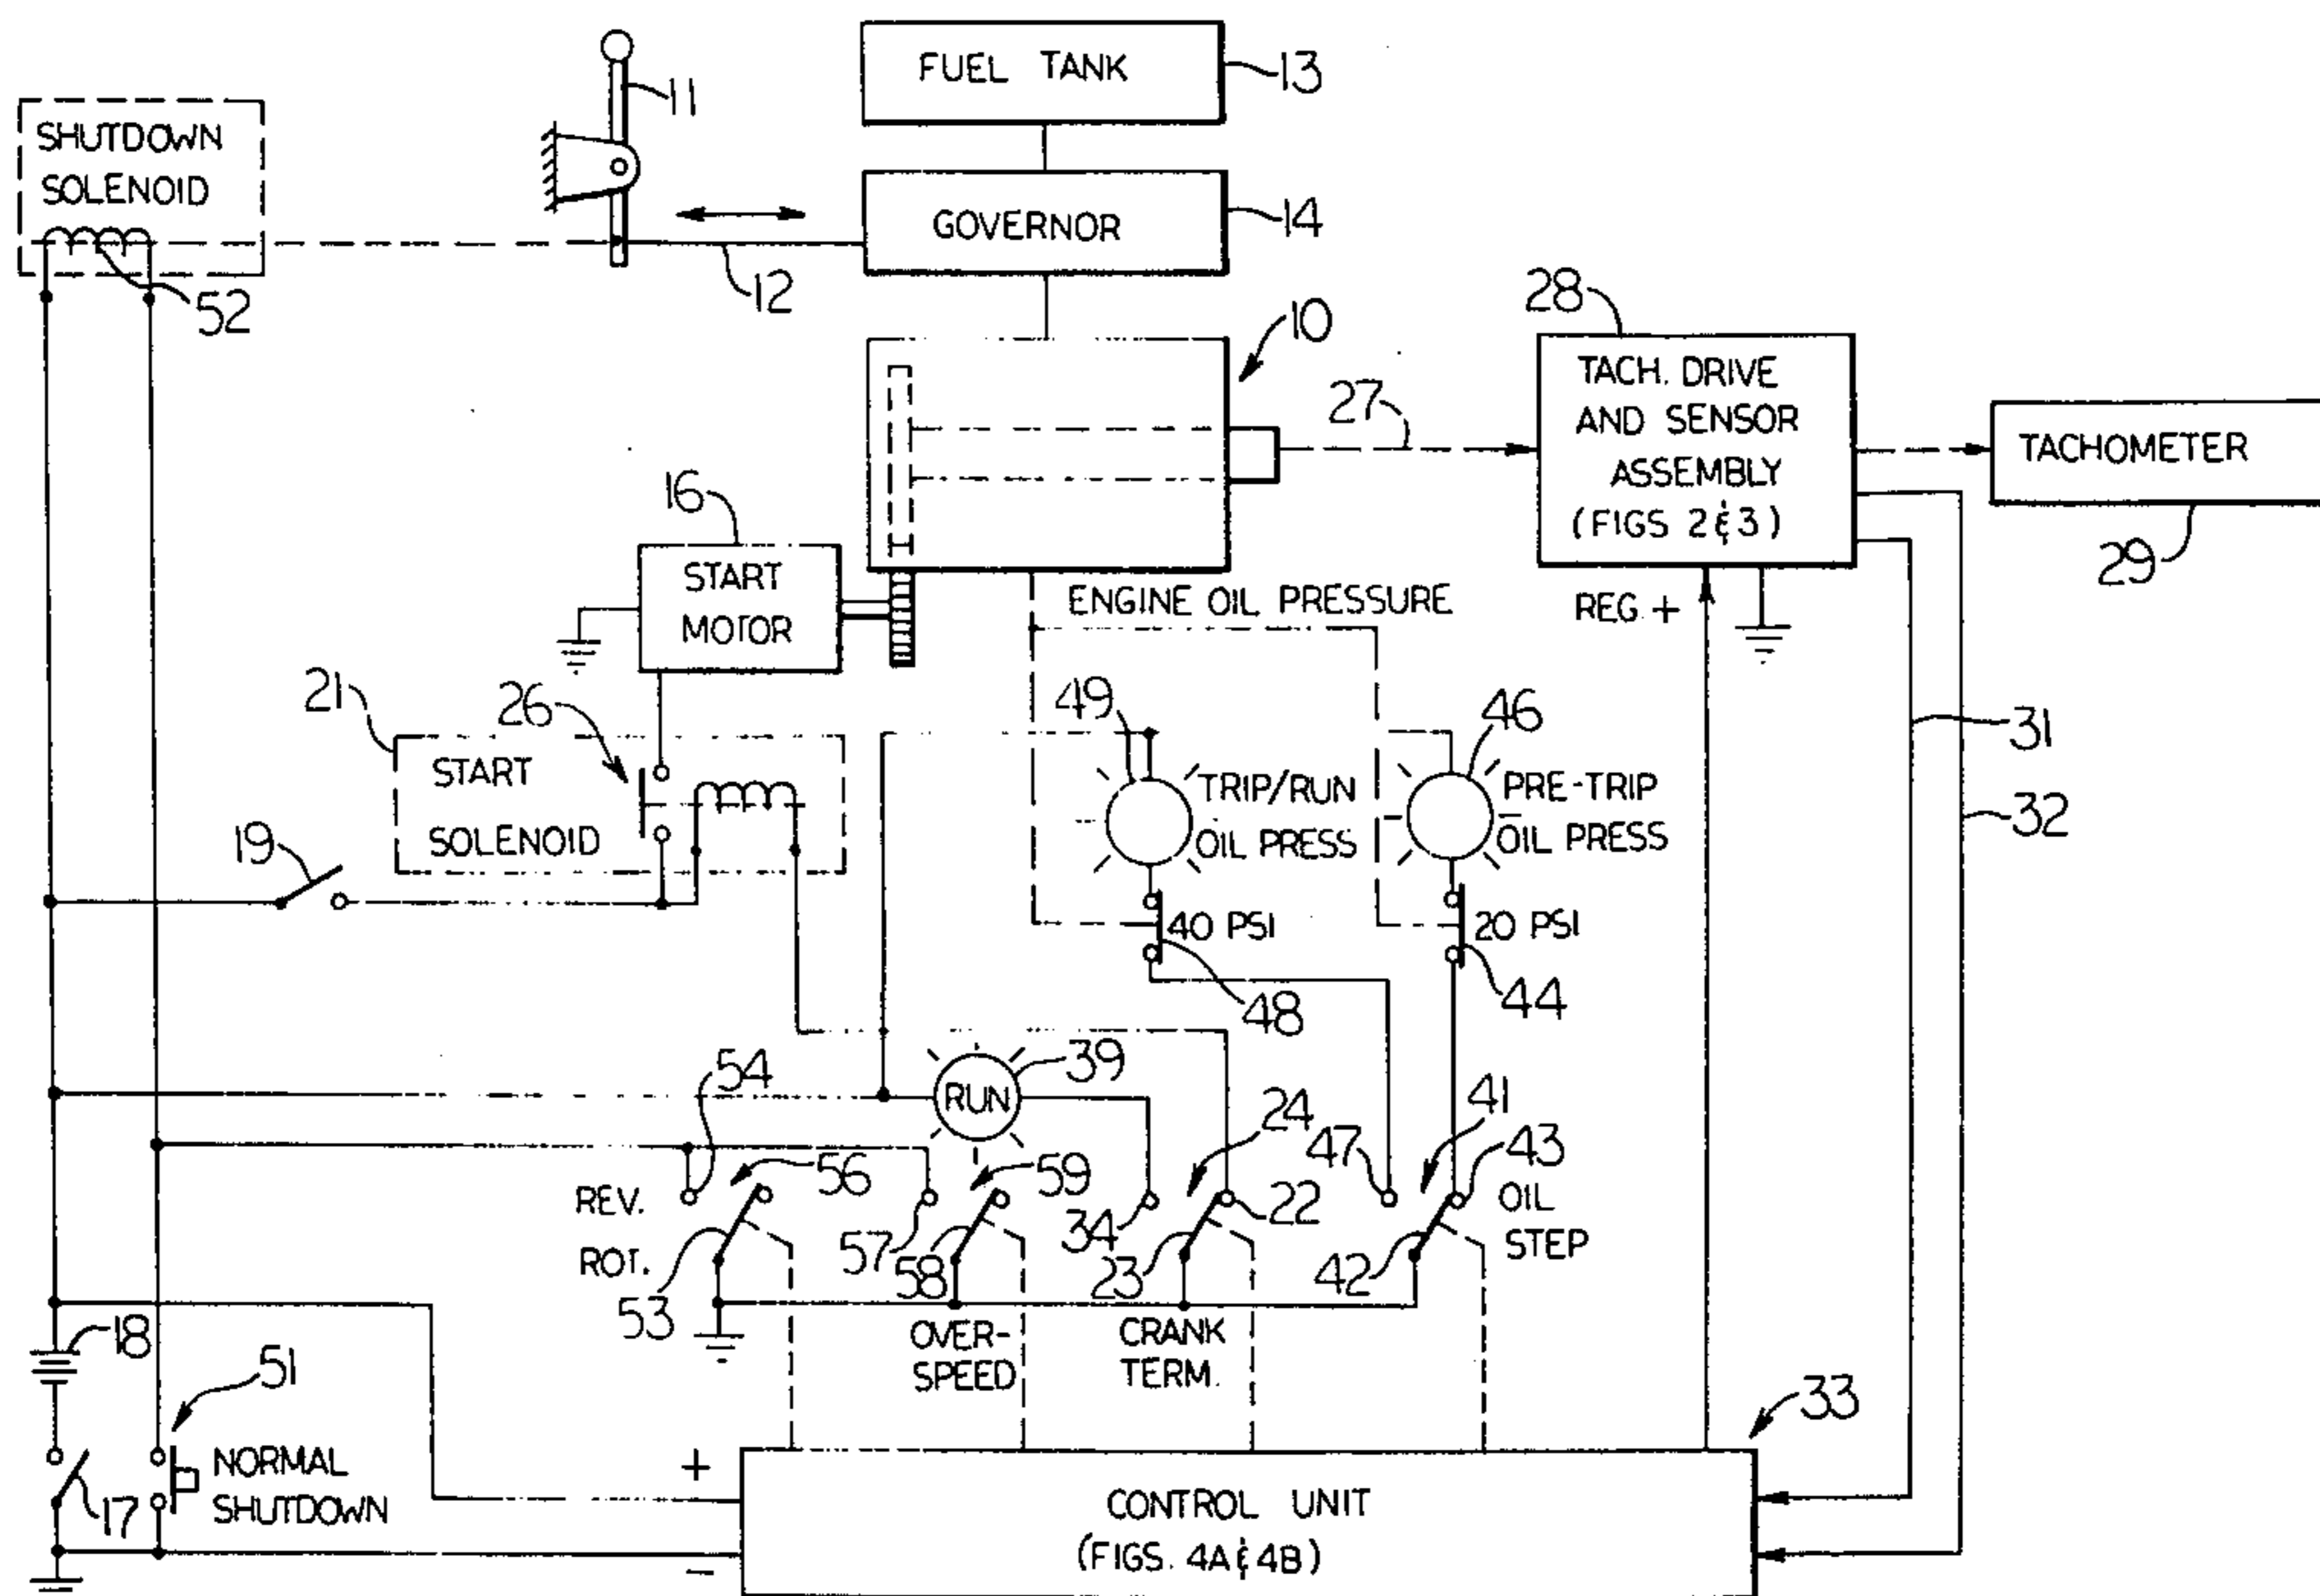 FUEL TANK
13
11
SHUTDOWN
SOLENOID
GOVERNOR
14
12
52
28
10
TACH. DRIVE
AND SENSOR
ASSEMBLY
(FIGS 2 & 3)
27
TACHOMETER
29
16
START
MOTOR
ENGINE OIL PRESSURE
REG. +
21
26
49
46
31
START
SOLENOID
TRIP/RUN
OIL PRESS
PRE-TRIP
OIL PRESS
32
19
40 PSI
20 PSI
48
44
54
RUN
39
24
41
47
43
56
59
REV.
ROT.
57
58
34
22
23
42
OIL
STEP
53
18
OVER-
SPEED
CRANK
TERM.
51
33
NORMAL
SHUTDOWN
17
+
-
CONTROL UNIT
(FIGS. 4A & 4B)